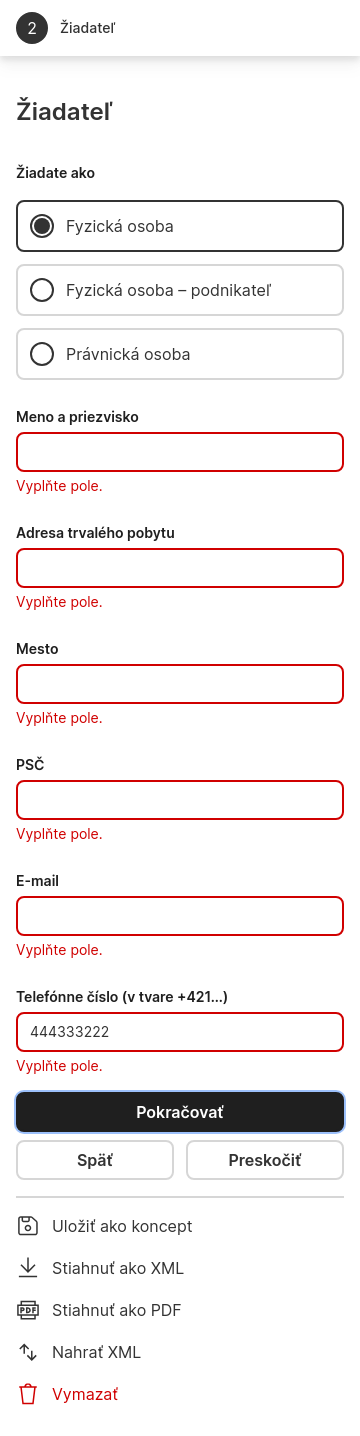 2 Žiadateľ
Žiadateľ
Žiadate ako
Fyzická osoba
Fyzická osoba – podnikateľ
Právnická osoba
Meno a priezvisko
Vyplňte pole.
Adresa trvalého pobytu
Vyplňte pole.
Mesto
Vyplňte pole.
PSČ
Vyplňte pole.
E-mail
Vyplňte pole.
Telefónne číslo (v tvare +421...)
444333222
Vyplňte pole.
Pokračovať
Späť Preskočiť
Uložiť ako koncept
Stiahnuť ako XML
PDF Stiahnuť ako PDF
Nahrať XML
Vymazať